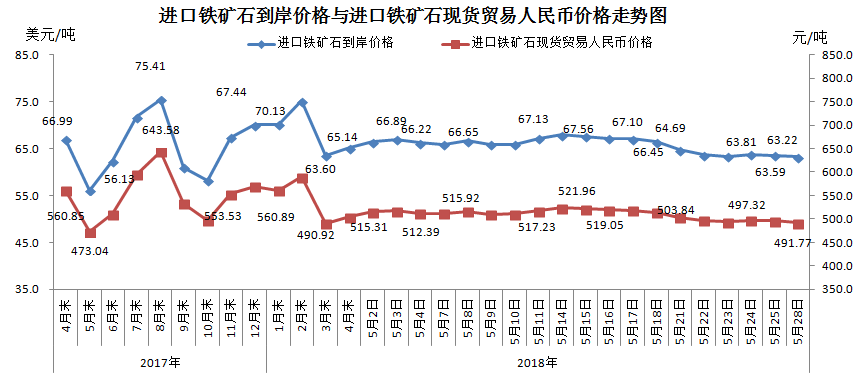 进口铁矿石到岸价格与进口铁矿石现货贸易人民币价格走势图
美元/吨
元/吨
进口铁矿石到岸价格
进口铁矿石现货贸易人民币价格
85.0
75.0
65.0
55.0
45.0
35.0
850.0
800.0
750.0
700.0
650.0
600.0
550.0
500.0
450.0
400.0
350.0
66.99
56.13
75.41
67.44
70.13
63.60
65.14
66.89
66.22
66.65
67.13
67.56
67.10
66.45
64.69
63.81
63.59
63.22
560.85
473.04
643.58
553.53
560.89
490.92
515.31
512.39
515.92
517.23
521.96
519.05
503.84
497.32
491.77
4月末
5月末
6月末
7月末
8月末
9月末
10月末
11月末
12月末
1月末
2月末
3月末
4月末
5月2日
5月3日
5月4日
5月7日
5月8日
5月9日
5月10日
5月11日
5月14日
5月15日
5月16日
5月17日
5月18日
5月21日
5月22日
5月23日
5月24日
5月25日
5月28日
2017年
2018年